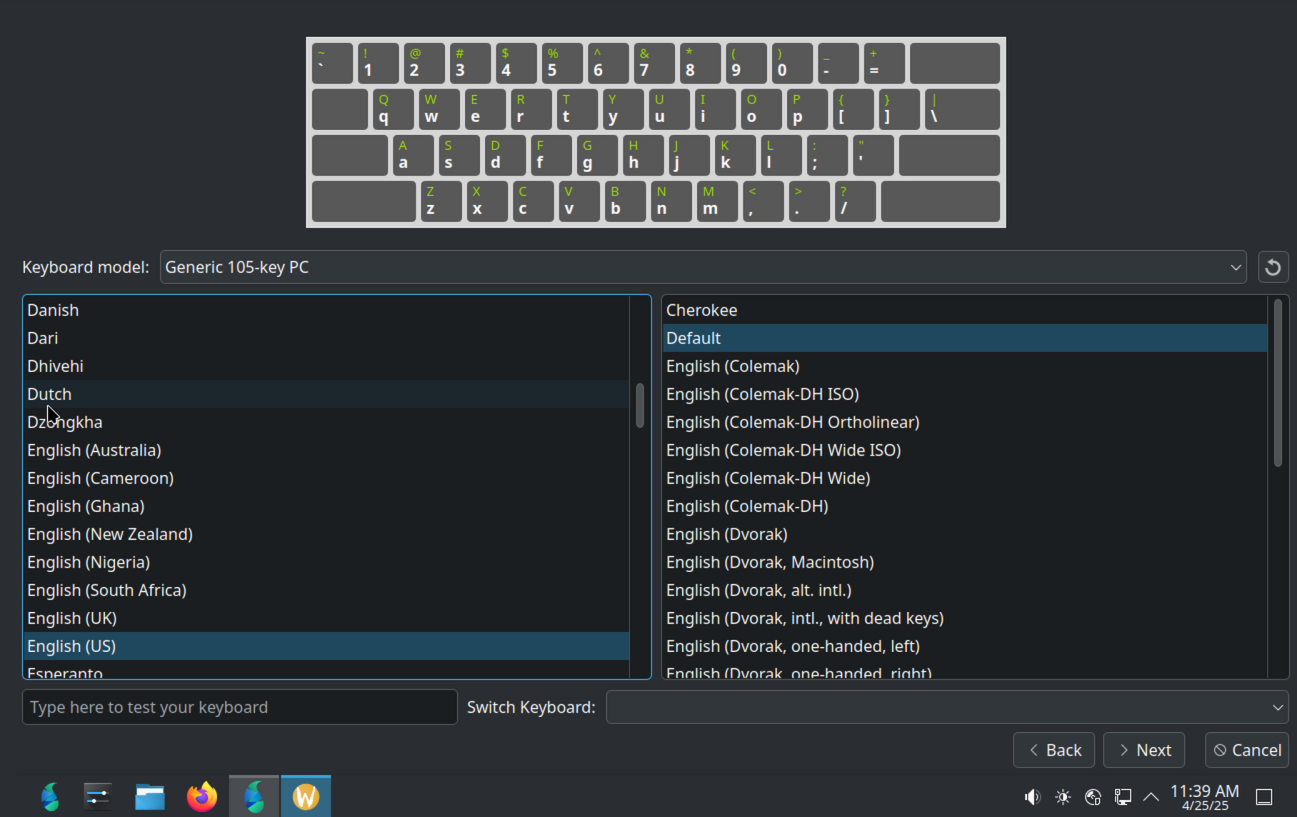 ~ ! @ # $ % ^ & * ( ) _ +
` 1 2 3 4 5 6 7 8 9 0 - =
Q W E R T Y U I O P { } |
q w e r t y u i o p [ ] \
A S D F G H J K L : "
a s d f g h j k l ; '
Z X C V B N M < > ?
z x c v b n m , . /
Keyboard model: Generic 105-key PC
Danish
Dari
Dhivehi
Dutch
Dzongkha
English (Australia)
English (Cameroon)
English (Ghana)
English (New Zealand)
English (Nigeria)
English (South Africa)
English (UK)
English (US)
Esperanto
Cherokee
Default
English (Colemak)
English (Colemak-DH ISO)
English (Colemak-DH Ortholinear)
English (Colemak-DH Wide ISO)
English (Colemak-DH Wide)
English (Colemak-DH)
English (Dvorak)
English (Dvorak, Macintosh)
English (Dvorak, alt. intl.)
English (Dvorak, intl., with dead keys)
English (Dvorak, one-handed, left)
English (Dvorak, one-handed, right)
Type here to test your keyboard
Switch Keyboard:
Back Next Cancel
W
11:39 AM
4/25/25